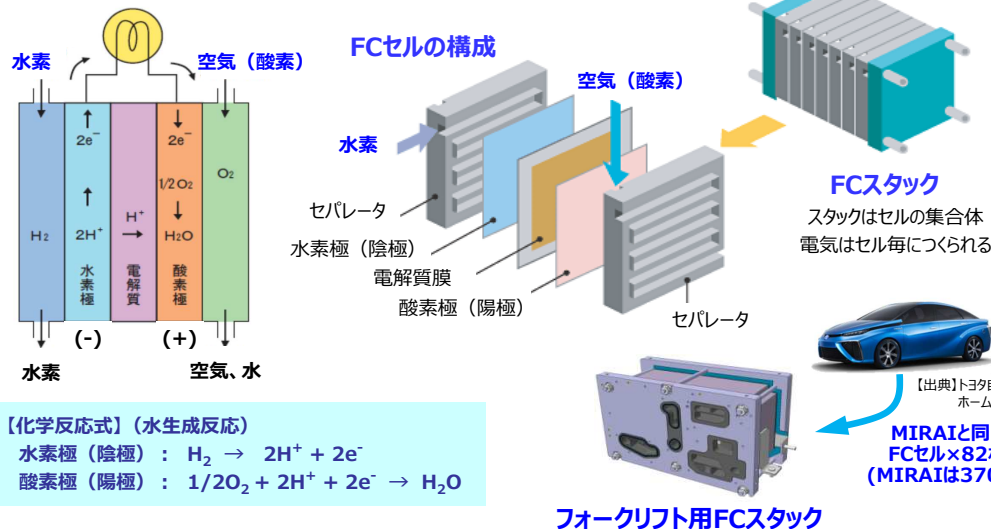 水素
空気（酸素）
2e⁻
2e⁻
1/2 O₂
O₂
H⁺
H₂
2H⁺
H₂O
水素極
電解質
酸素極
(-)
(+)
水素
空気、水
FCセルの構成
空気（酸素）
水素
セパレータ
水素極（陰極）
電解質膜
酸素極（陽極）
セパレータ
FCスタック
スタックはセルの集合体
電気はセル毎につくられる
【出典】トヨタ
ホーム
MIRAIと同
FCセル×82
(MIRAIは370
フォークリフト用FCスタック
【化学反応式】（水生成反応）
水素極（陰極）： H₂ → 2H⁺ + 2e⁻
酸素極（陽極）： 1/2O₂ + 2H⁺ + 2e⁻ → H₂O